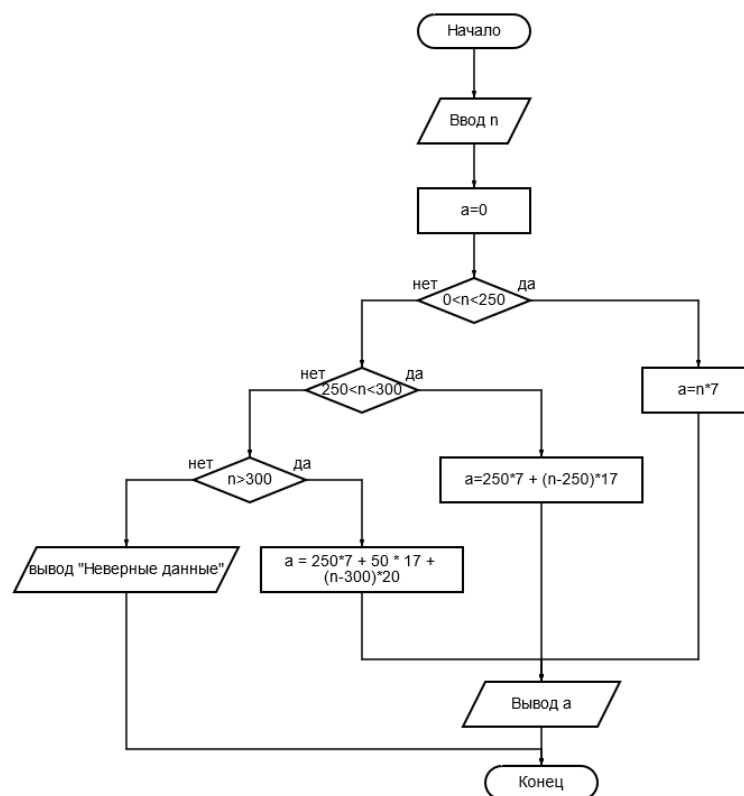 Начало
Ввод n
a=0
нет
да
0<n<250
нет
да
250<n<300
a=n*7
нет
да
n>300
a=250*7 + (n-250)*17
вывод "Неверные данные"
a = 250*7 + 50 * 17 +
(n-300)*20
Вывод a
Конец